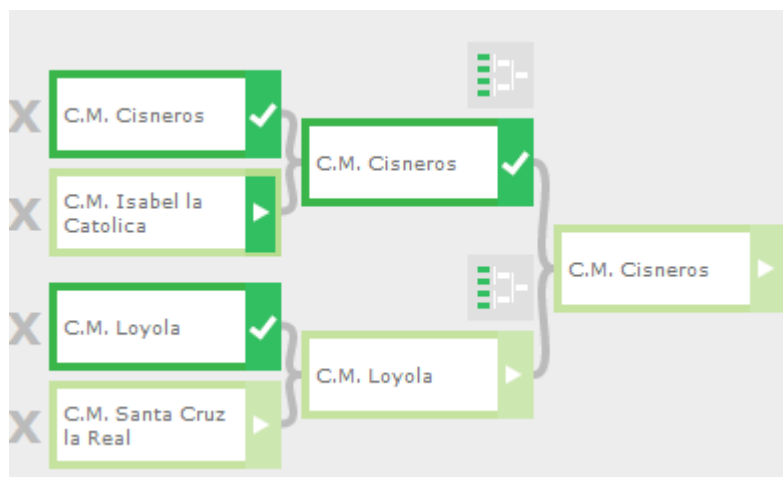 C.M. Cisneros
C.M. Isabel la
Catolica
C.M. Cisneros
C.M. Loyola
C.M. Santa Cruz
la Real
C.M. Loyola
C.M. Cisneros